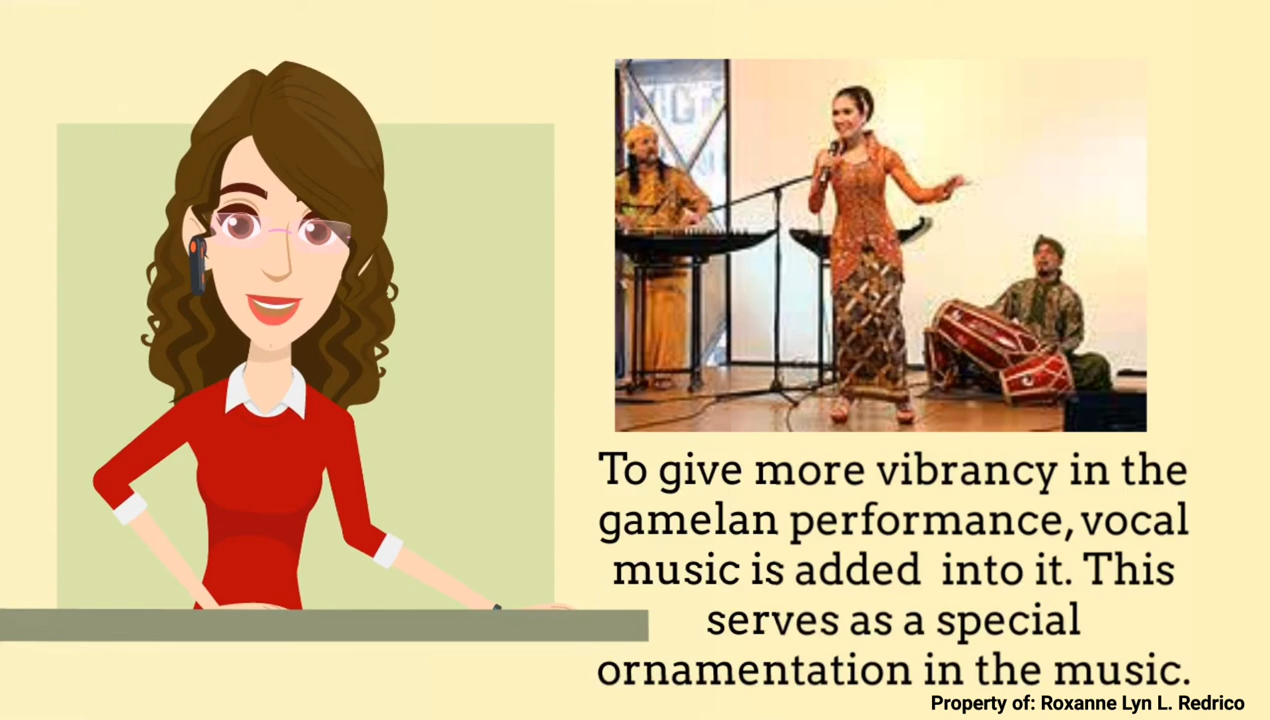 To give more vibrancy in the
gamelan performance, vocal
music is added  into it. This
serves as a special
ornamentation in the music.
Property of: Roxanne Lyn L. Redrico